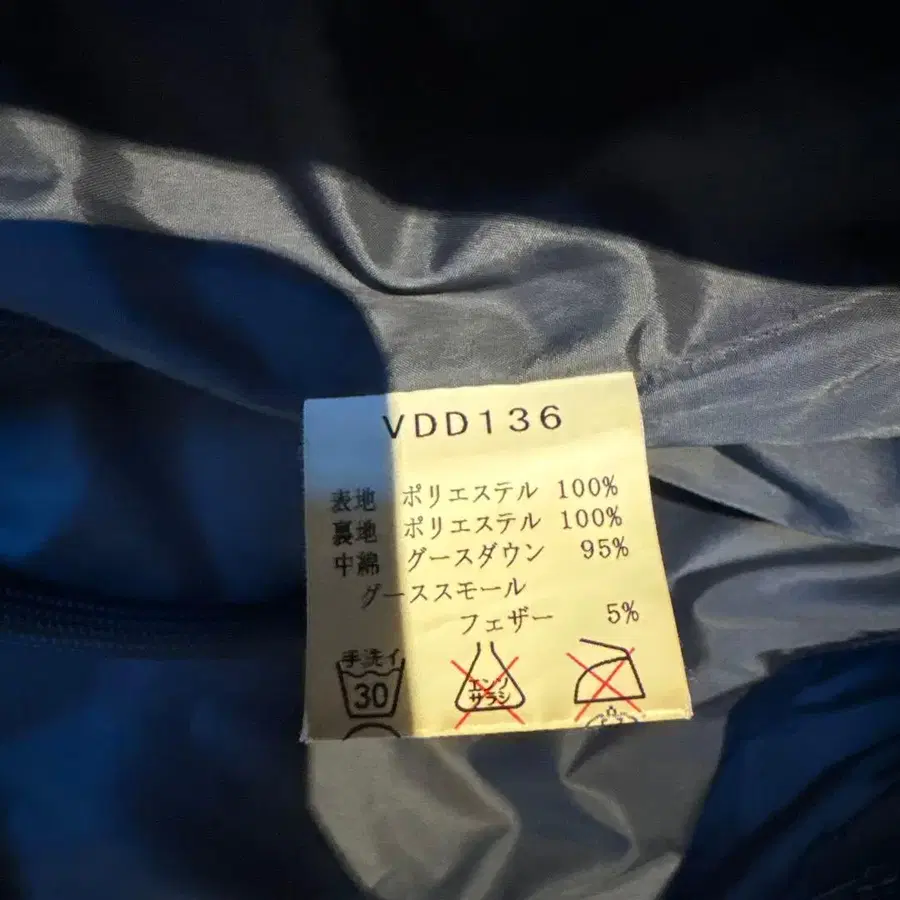 VDD136
表地 ポリエステル 100%
裏地 ポリエステル 100%
中綿 グースダウン 95%
グーススモール
フェザー 5%
手洗イ
30
エンソ
サラシ